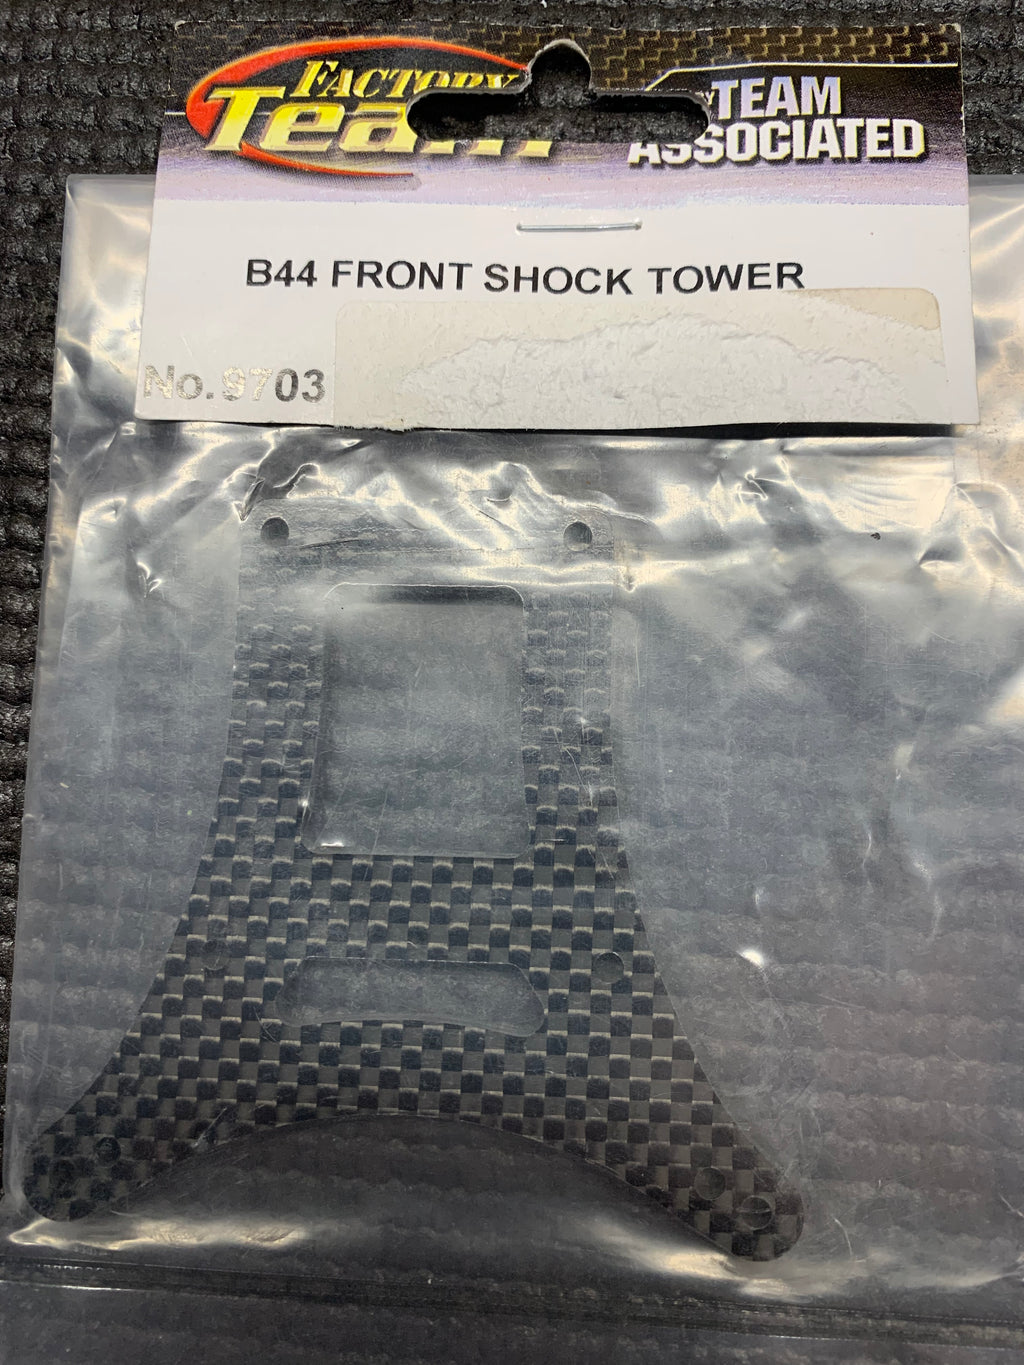 FACTORY
Team
TEAM
ASSOCIATED
B44 FRONT SHOCK TOWER
No.9703